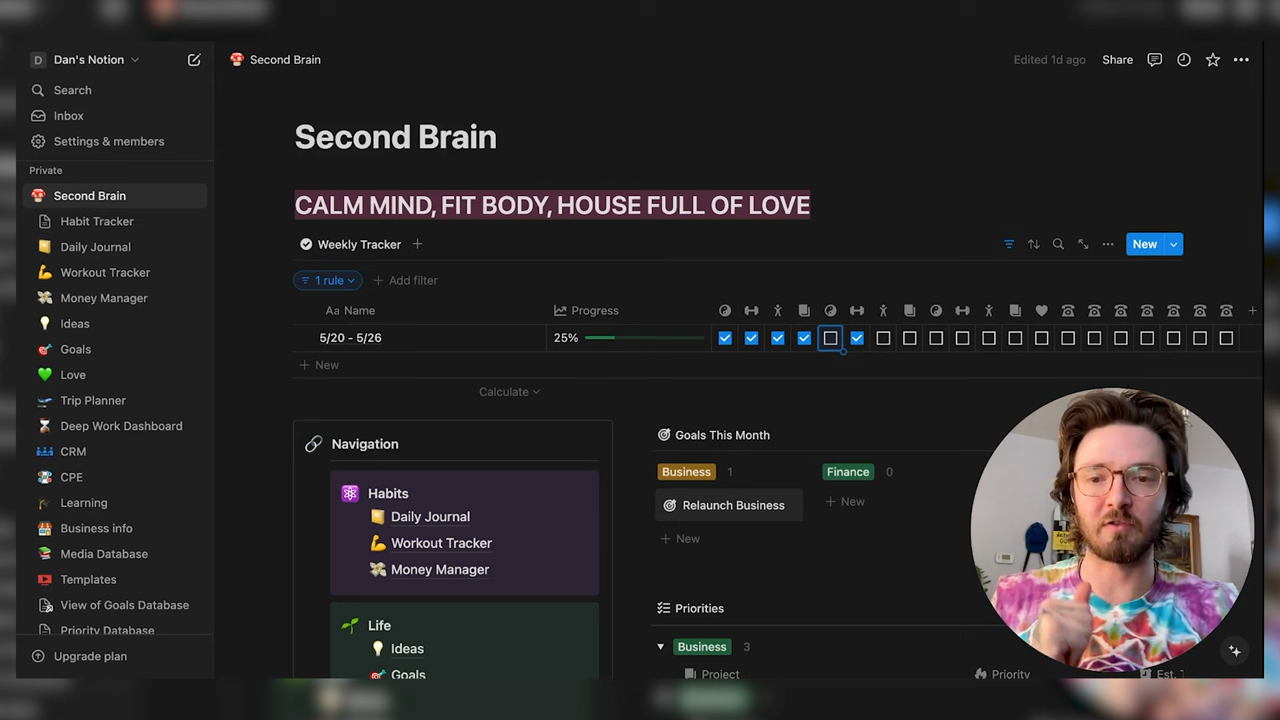 D Dan's Notion
Second Brain
Edited 1d ago
Share
Search
Inbox
Settings & members
Private
Second Brain
Habit Tracker
Daily Journal
Workout Tracker
Money Manager
Ideas
Goals
Love
Trip Planner
Deep Work Dashboard
CRM
CPE
Learning
Business info
Media Database
Templates
View of Goals Database
Priority Database
Upgrade plan
Second Brain
CALM MIND, FIT BODY, HOUSE FULL OF LOVE
Weekly Tracker
New
1 rule
Add filter
Aa Name
Progress
5/20 - 5/26
25%
New
Calculate
Navigation
Habits
Daily Journal
Workout Tracker
Money Manager
Life
Ideas
Goals
Goals This Month
Business 1
Finance 0
Relaunch Business
New
New
Priorities
Business 3
Project
Priority
Est.